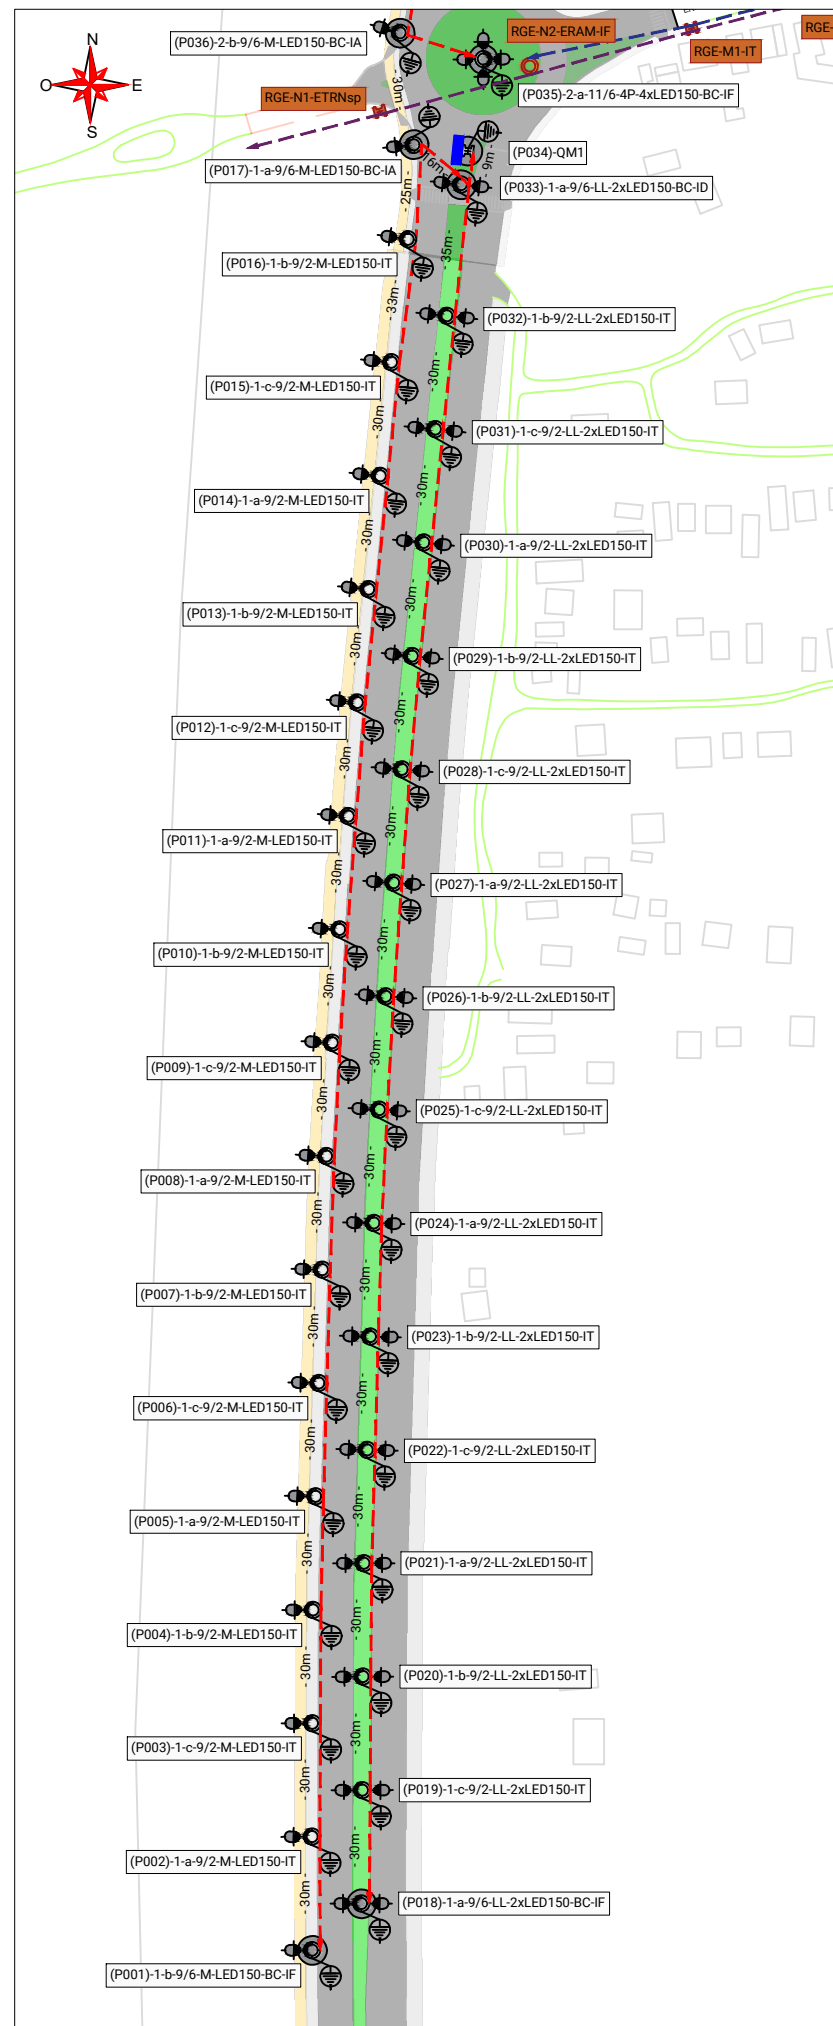 (P036)-2-b-9/6-M-LED150-BC-IA
RGE-N2-ERAM-IF
RGE-
RGE-M1-IT
N
O
E
S
- 30m -
RGE-N1-ETRNsp
(P035)-2-a-11/6-4P-4xLED150-BC-IF
(P034)-QM1
- 9m -
16m
(P017)-1-a-9/6-M-LED150-BC-IA
(P033)-1-a-9/6-LL-2xLED150-BC-ID
- 25m -
- 35m -
(P016)-1-b-9/2-M-LED150-IT
- 33m -
(P032)-1-b-9/2-LL-2xLED150-IT
- 30m -
(P015)-1-c-9/2-M-LED150-IT
- 30m -
(P031)-1-c-9/2-LL-2xLED150-IT
- 30m -
(P014)-1-a-9/2-M-LED150-IT
- 30m -
(P030)-1-a-9/2-LL-2xLED150-IT
- 30m -
(P013)-1-b-9/2-M-LED150-IT
- 30m -
(P029)-1-b-9/2-LL-2xLED150-IT
- 30m -
(P012)-1-c-9/2-M-LED150-IT
- 30m -
(P028)-1-c-9/2-LL-2xLED150-IT
- 30m -
(P011)-1-a-9/2-M-LED150-IT
- 30m -
(P027)-1-a-9/2-LL-2xLED150-IT
- 30m -
(P010)-1-b-9/2-M-LED150-IT
- 30m -
(P026)-1-b-9/2-LL-2xLED150-IT
- 30m -
(P009)-1-c-9/2-M-LED150-IT
- 30m -
(P025)-1-c-9/2-LL-2xLED150-IT
- 30m -
(P008)-1-a-9/2-M-LED150-IT
- 30m -
(P024)-1-a-9/2-LL-2xLED150-IT
- 30m -
(P007)-1-b-9/2-M-LED150-IT
- 30m -
(P023)-1-b-9/2-LL-2xLED150-IT
- 30m -
(P006)-1-c-9/2-M-LED150-IT
- 30m -
(P022)-1-c-9/2-LL-2xLED150-IT
- 30m -
(P005)-1-a-9/2-M-LED150-IT
- 30m -
(P021)-1-a-9/2-LL-2xLED150-IT
- 30m -
(P004)-1-b-9/2-M-LED150-IT
- 30m -
(P020)-1-b-9/2-LL-2xLED150-IT
- 30m -
(P003)-1-c-9/2-M-LED150-IT
- 30m -
(P019)-1-c-9/2-LL-2xLED150-IT
- 30m -
(P002)-1-a-9/2-M-LED150-IT
- 30m -
(P018)-1-a-9/6-LL-2xLED150-BC-IF
(P001)-1-b-9/6-M-LED150-BC-IF